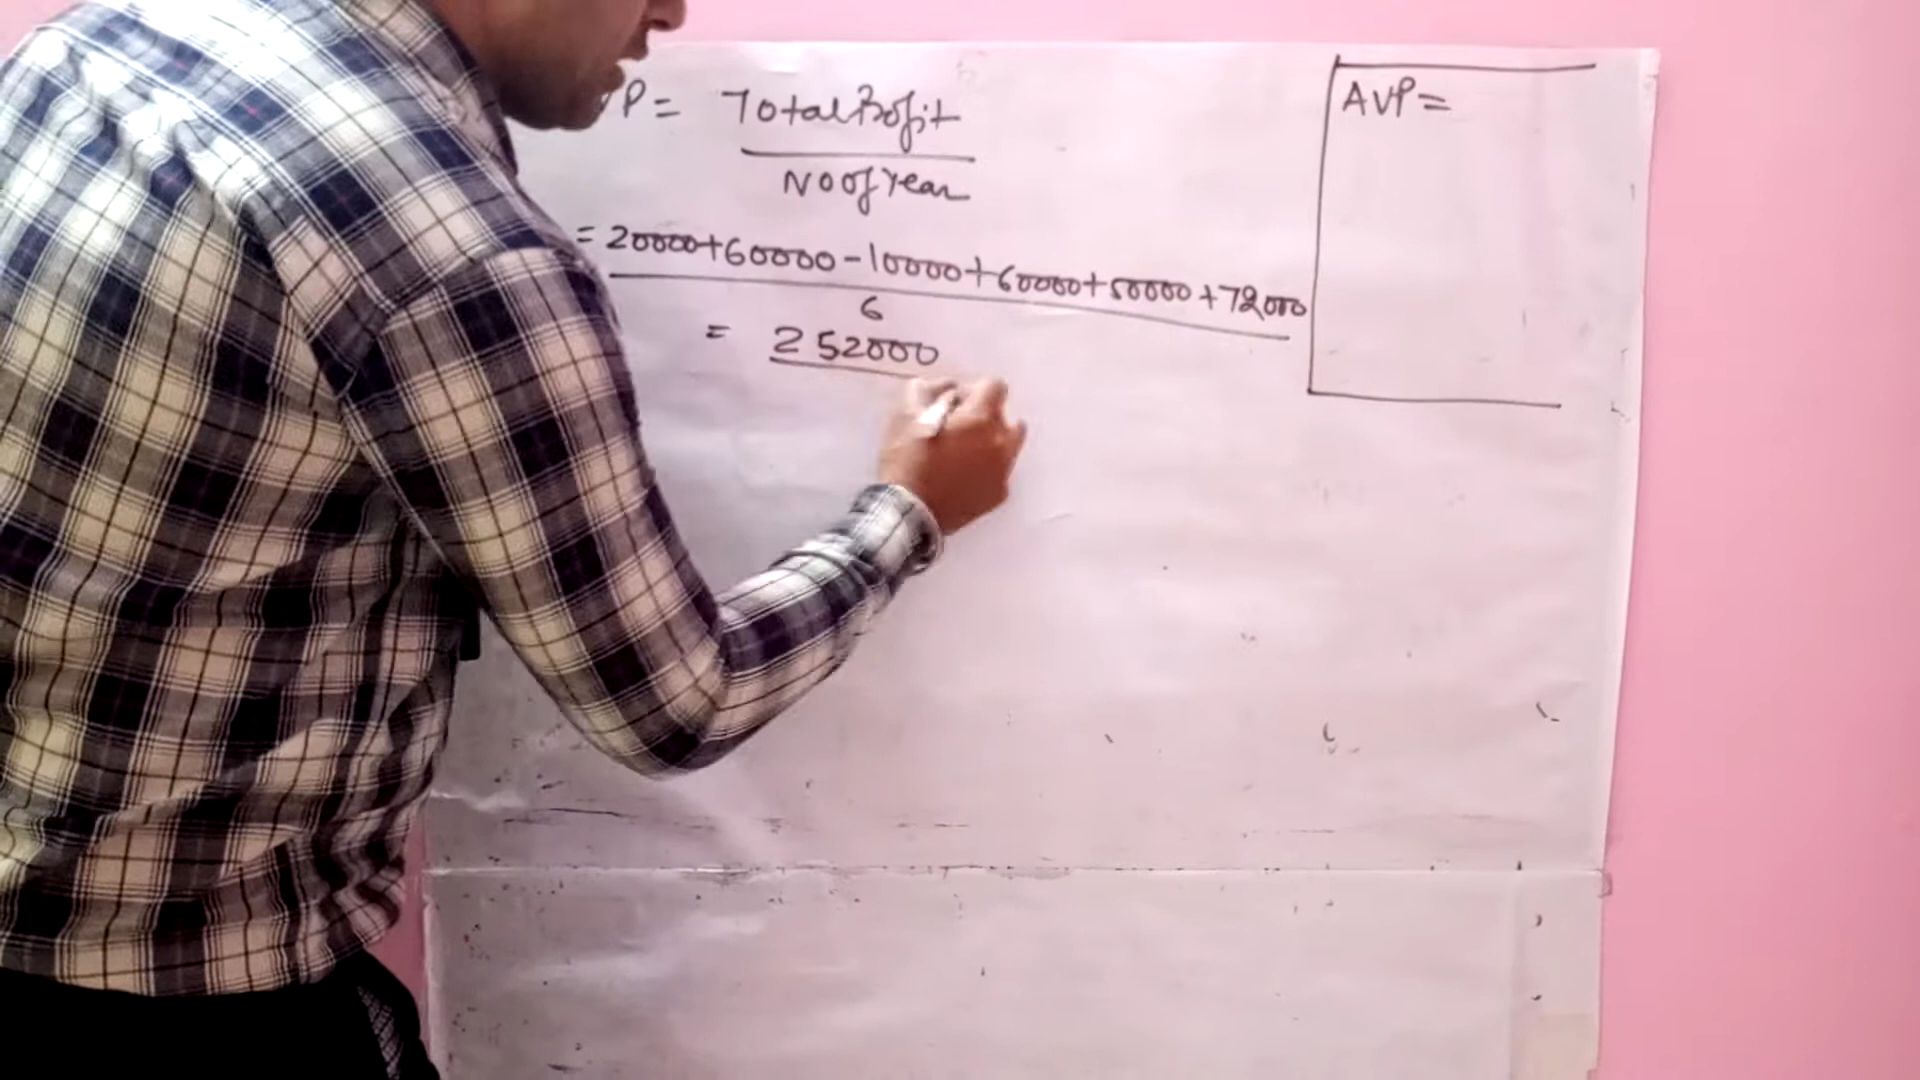 P = Total Profit
No of Year
= 20000+60000-10000+60000+50000+72000
6
= 252000
AVP =